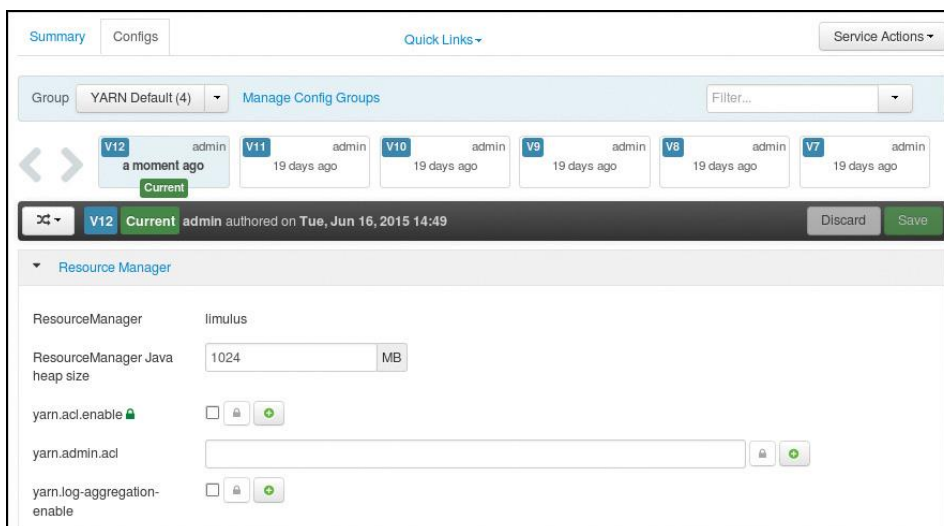 Summary Configs Quick Links Service Actions
Group YARN Default (4) Manage Config Groups Filter...
V12 admin V11 admin V10 admin V9 admin V8 admin V7 admin
a moment ago 19 days ago 19 days ago 19 days ago 19 days ago 19 days ago
Current
V12 Current admin authored on Tue, Jun 16, 2015 14:49 Discard Save
Resource Manager
ResourceManager limulus
ResourceManager Java 1024 MB
heap size
yarn.acl.enable
yarn.admin.acl
yarn.log-aggregation-
enable